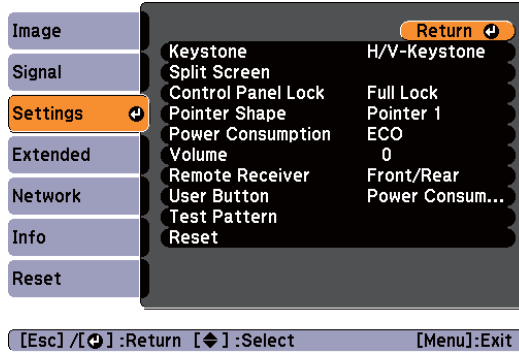 Image
Signal
Settings
Extended
Network
Info
Reset
Return
Keystone H/V-Keystone
Split Screen
Control Panel Lock Full Lock
Pointer Shape Pointer 1
Power Consumption ECO
Volume 0
Remote Receiver Front/Rear
User Button Power Consum...
Test Pattern
Reset
[Esc] /[ ] :Return [ ] :Select [Menu]:Exit